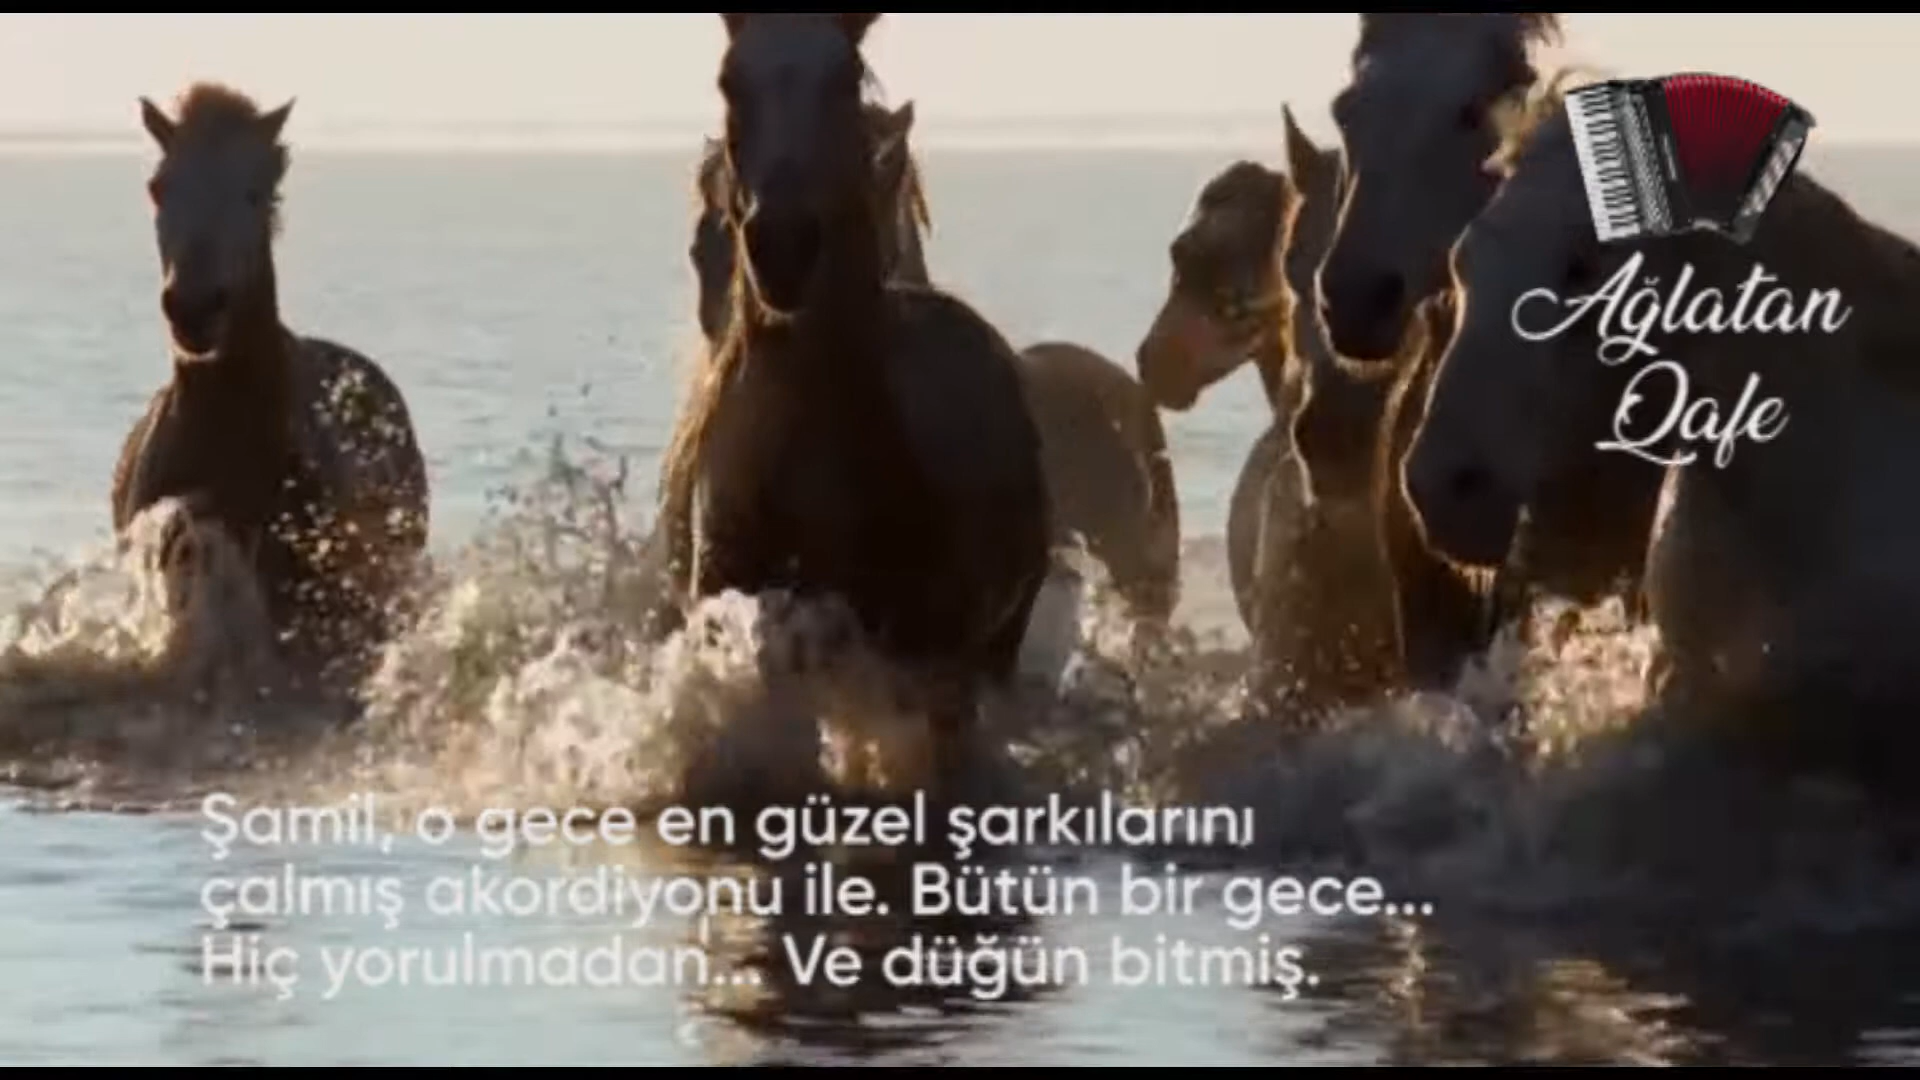 Ağlatan
Qafe
Şamil, o gece en güzel şarkılarını
çalmış akordiyonu ile. Bütün bir gece...
Hiç yorulmadan... Ve düğün bitmiş.